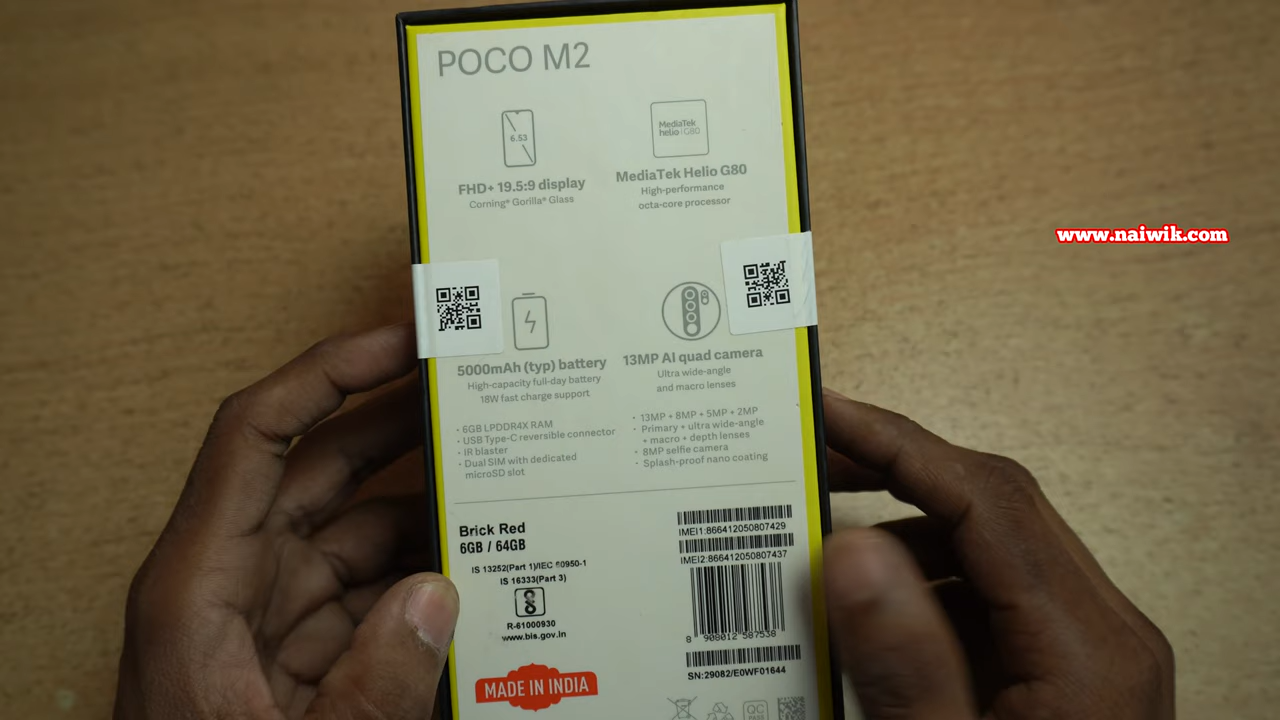 POCO M2
6.53
MediaTek
helio G80
FHD+ 19.5:9 display
Corning® Gorilla® Glass
MediaTek Helio G80
High-performance
octa-core processor
www.naiwik.com
5000mAh (typ) battery
High-capacity full-day battery
18W fast charge support
13MP AI quad camera
Ultra wide-angle
and macro lenses
• 6GB LPDDR4X RAM
• USB Type-C reversible connector
• IR blaster
• Dual SIM with dedicated
microSD slot
• 13MP + 8MP + 5MP + 2MP
• Primary + ultra wide-angle
+ macro + depth lenses
• 8MP selfie camera
• Splash-proof nano coating
Brick Red
6GB / 64GB
IS 13252(Part 1)/IEC 60950-1
IS 16333(Part 3)
R-61000930
www.bis.gov.in
MADE IN INDIA
IMEI1:866412050807429
IMEI2:866412050807437
8 908012 587538
SN:29082/E0WF01644
QC